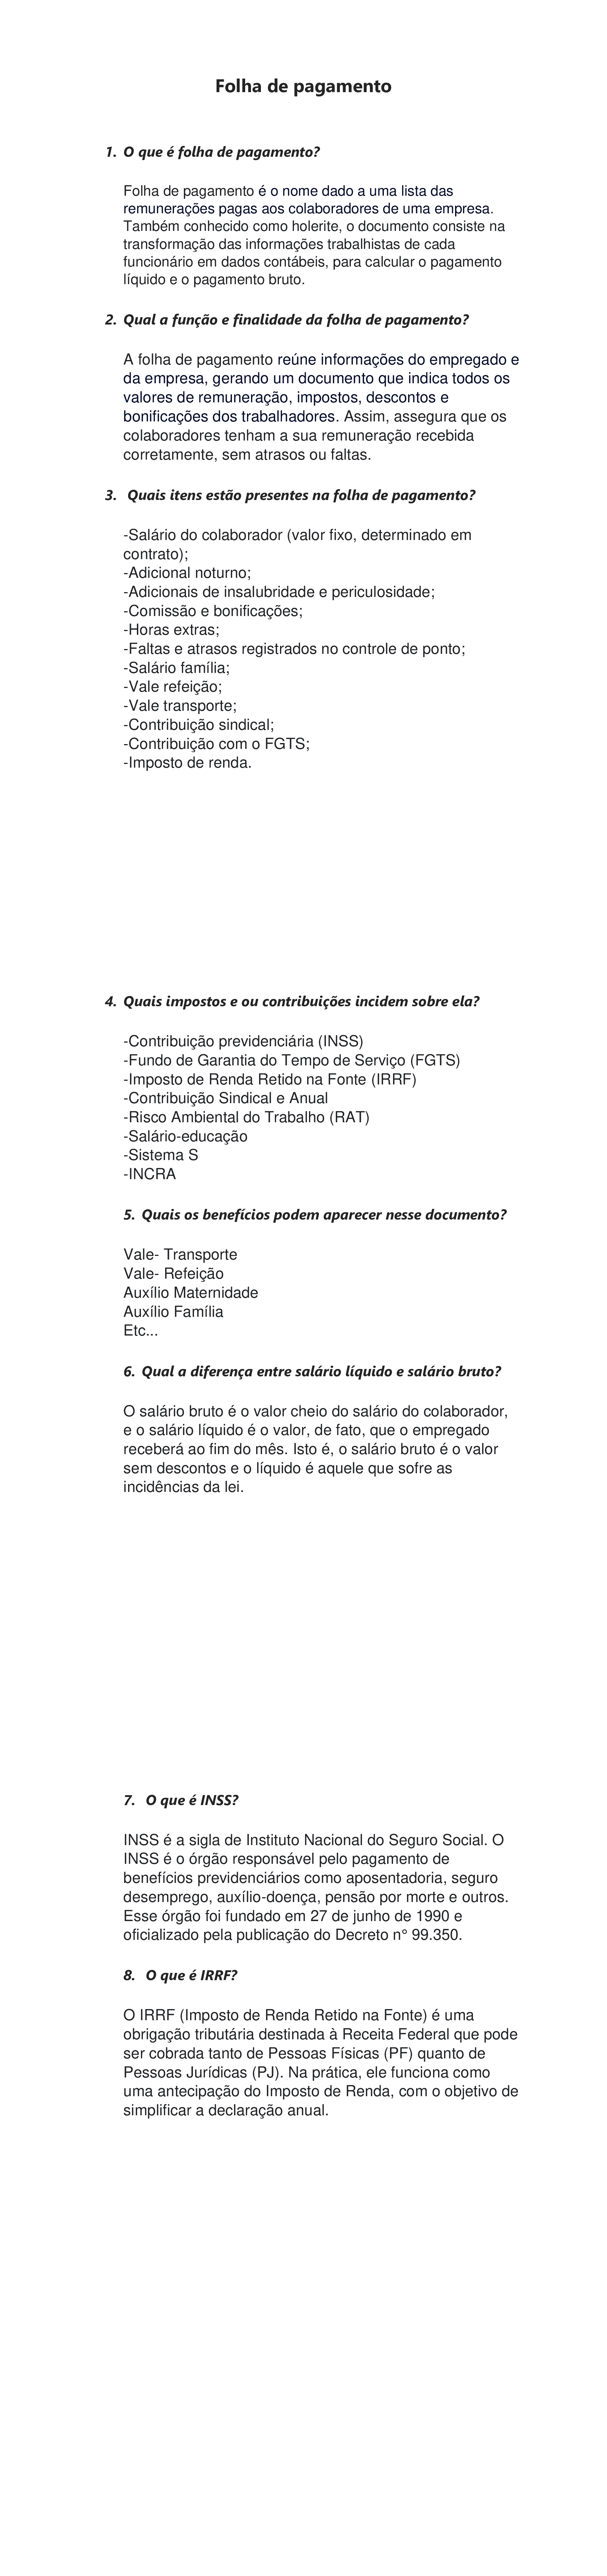 Folha de pagamento
1. O que é folha de pagamento?
Folha de pagamento é o nome dado a uma lista das
remunerações pagas aos colaboradores de uma empresa.
Também conhecido como holerite, o documento consiste na
transformação das informações trabalhistas de cada
funcionário em dados contábeis, para calcular o pagamento
líquido e o pagamento bruto.
2. Qual a função e finalidade da folha de pagamento?
A folha de pagamento reúne informações do empregado e
da empresa, gerando um documento que indica todos os
valores de remuneração, impostos, descontos e
bonificações dos trabalhadores. Assim, assegura que os
colaboradores tenham a sua remuneração recebida
corretamente, sem atrasos ou faltas.
3. Quais itens estão presentes na folha de pagamento?
-Salário do colaborador (valor fixo, determinado em
contrato);
-Adicional noturno;
-Adicionais de insalubridade e periculosidade;
-Comissão e bonificações;
-Horas extras;
-Faltas e atrasos registrados no controle de ponto;
-Salário família;
-Vale refeição;
-Vale transporte;
-Contribuição sindical;
-Contribuição com o FGTS;
-Imposto de renda.
4. Quais impostos e ou contribuições incidem sobre ela?
-Contribuição previdenciária (INSS)
-Fundo de Garantia do Tempo de Serviço (FGTS)
-Imposto de Renda Retido na Fonte (IRRF)
-Contribuição Sindical e Anual
-Risco Ambiental do Trabalho (RAT)
-Salário-educação
-Sistema S
-INCRA
5. Quais os benefícios podem aparecer nesse documento?
Vale- Transporte
Vale- Refeição
Auxílio Maternidade
Auxílio Família
Etc...
6. Qual a diferença entre salário líquido e salário bruto?
O salário bruto é o valor cheio do salário do colaborador,
e o salário líquido é o valor, de fato, que o empregado
receberá ao fim do mês. Isto é, o salário bruto é o valor
sem descontos e o líquido é aquele que sofre as
incidências da lei.
7. O que é INSS?
INSS é a sigla de Instituto Nacional do Seguro Social. O
INSS é o órgão responsável pelo pagamento de
benefícios previdenciários como aposentadoria, seguro
desemprego, auxílio-doença, pensão por morte e outros.
Esse órgão foi fundado em 27 de junho de 1990 e
oficializado pela publicação do Decreto n° 99.350.
8. O que é IRRF?
O IRRF (Imposto de Renda Retido na Fonte) é uma
obrigação tributária destinada à Receita Federal que pode
ser cobrada tanto de Pessoas Físicas (PF) quanto de
Pessoas Jurídicas (PJ). Na prática, ele funciona como
uma antecipação do Imposto de Renda, com o objetivo de
simplificar a declaração anual.